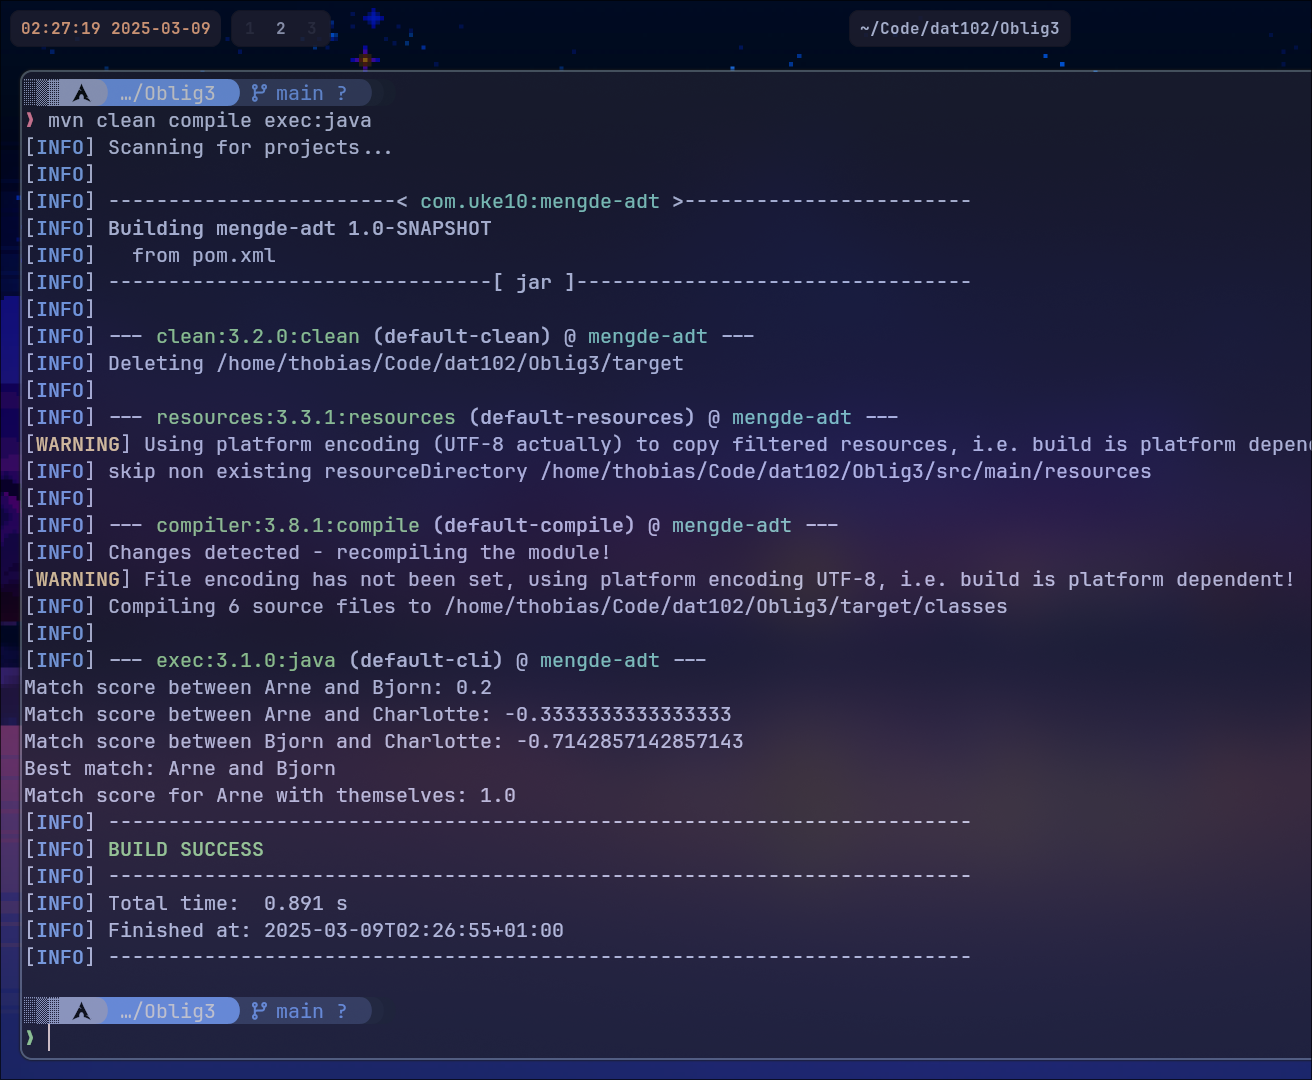 02:27:19 2025-03-09 1 2 3 ~/Code/dat102/Oblig3
…/Oblig3 main ?
❱ mvn clean compile exec:java
[INFO] Scanning for projects...
[INFO]
[INFO] ------------------------< com.uke10:mengde-adt >------------------------
[INFO] Building mengde-adt 1.0-SNAPSHOT
[INFO]   from pom.xml
[INFO] --------------------------------[ jar ]---------------------------------
[INFO]
[INFO] --- clean:3.2.0:clean (default-clean) @ mengde-adt ---
[INFO] Deleting /home/thobias/Code/dat102/Oblig3/target
[INFO]
[INFO] --- resources:3.3.1:resources (default-resources) @ mengde-adt ---
[WARNING] Using platform encoding (UTF-8 actually) to copy filtered resources, i.e. build is platform depen
[INFO] skip non existing resourceDirectory /home/thobias/Code/dat102/Oblig3/src/main/resources
[INFO]
[INFO] --- compiler:3.8.1:compile (default-compile) @ mengde-adt ---
[INFO] Changes detected - recompiling the module!
[WARNING] File encoding has not been set, using platform encoding UTF-8, i.e. build is platform dependent!
[INFO] Compiling 6 source files to /home/thobias/Code/dat102/Oblig3/target/classes
[INFO]
[INFO] --- exec:3.1.0:java (default-cli) @ mengde-adt ---
Match score between Arne and Bjorn: 0.2
Match score between Arne and Charlotte: -0.3333333333333333
Match score between Bjorn and Charlotte: -0.7142857142857143
Best match: Arne and Bjorn
Match score for Arne with themselves: 1.0
[INFO] ------------------------------------------------------------------------
[INFO] BUILD SUCCESS
[INFO] ------------------------------------------------------------------------
[INFO] Total time:  0.891 s
[INFO] Finished at: 2025-03-09T02:26:55+01:00
[INFO] ------------------------------------------------------------------------
…/Oblig3 main ?
❱